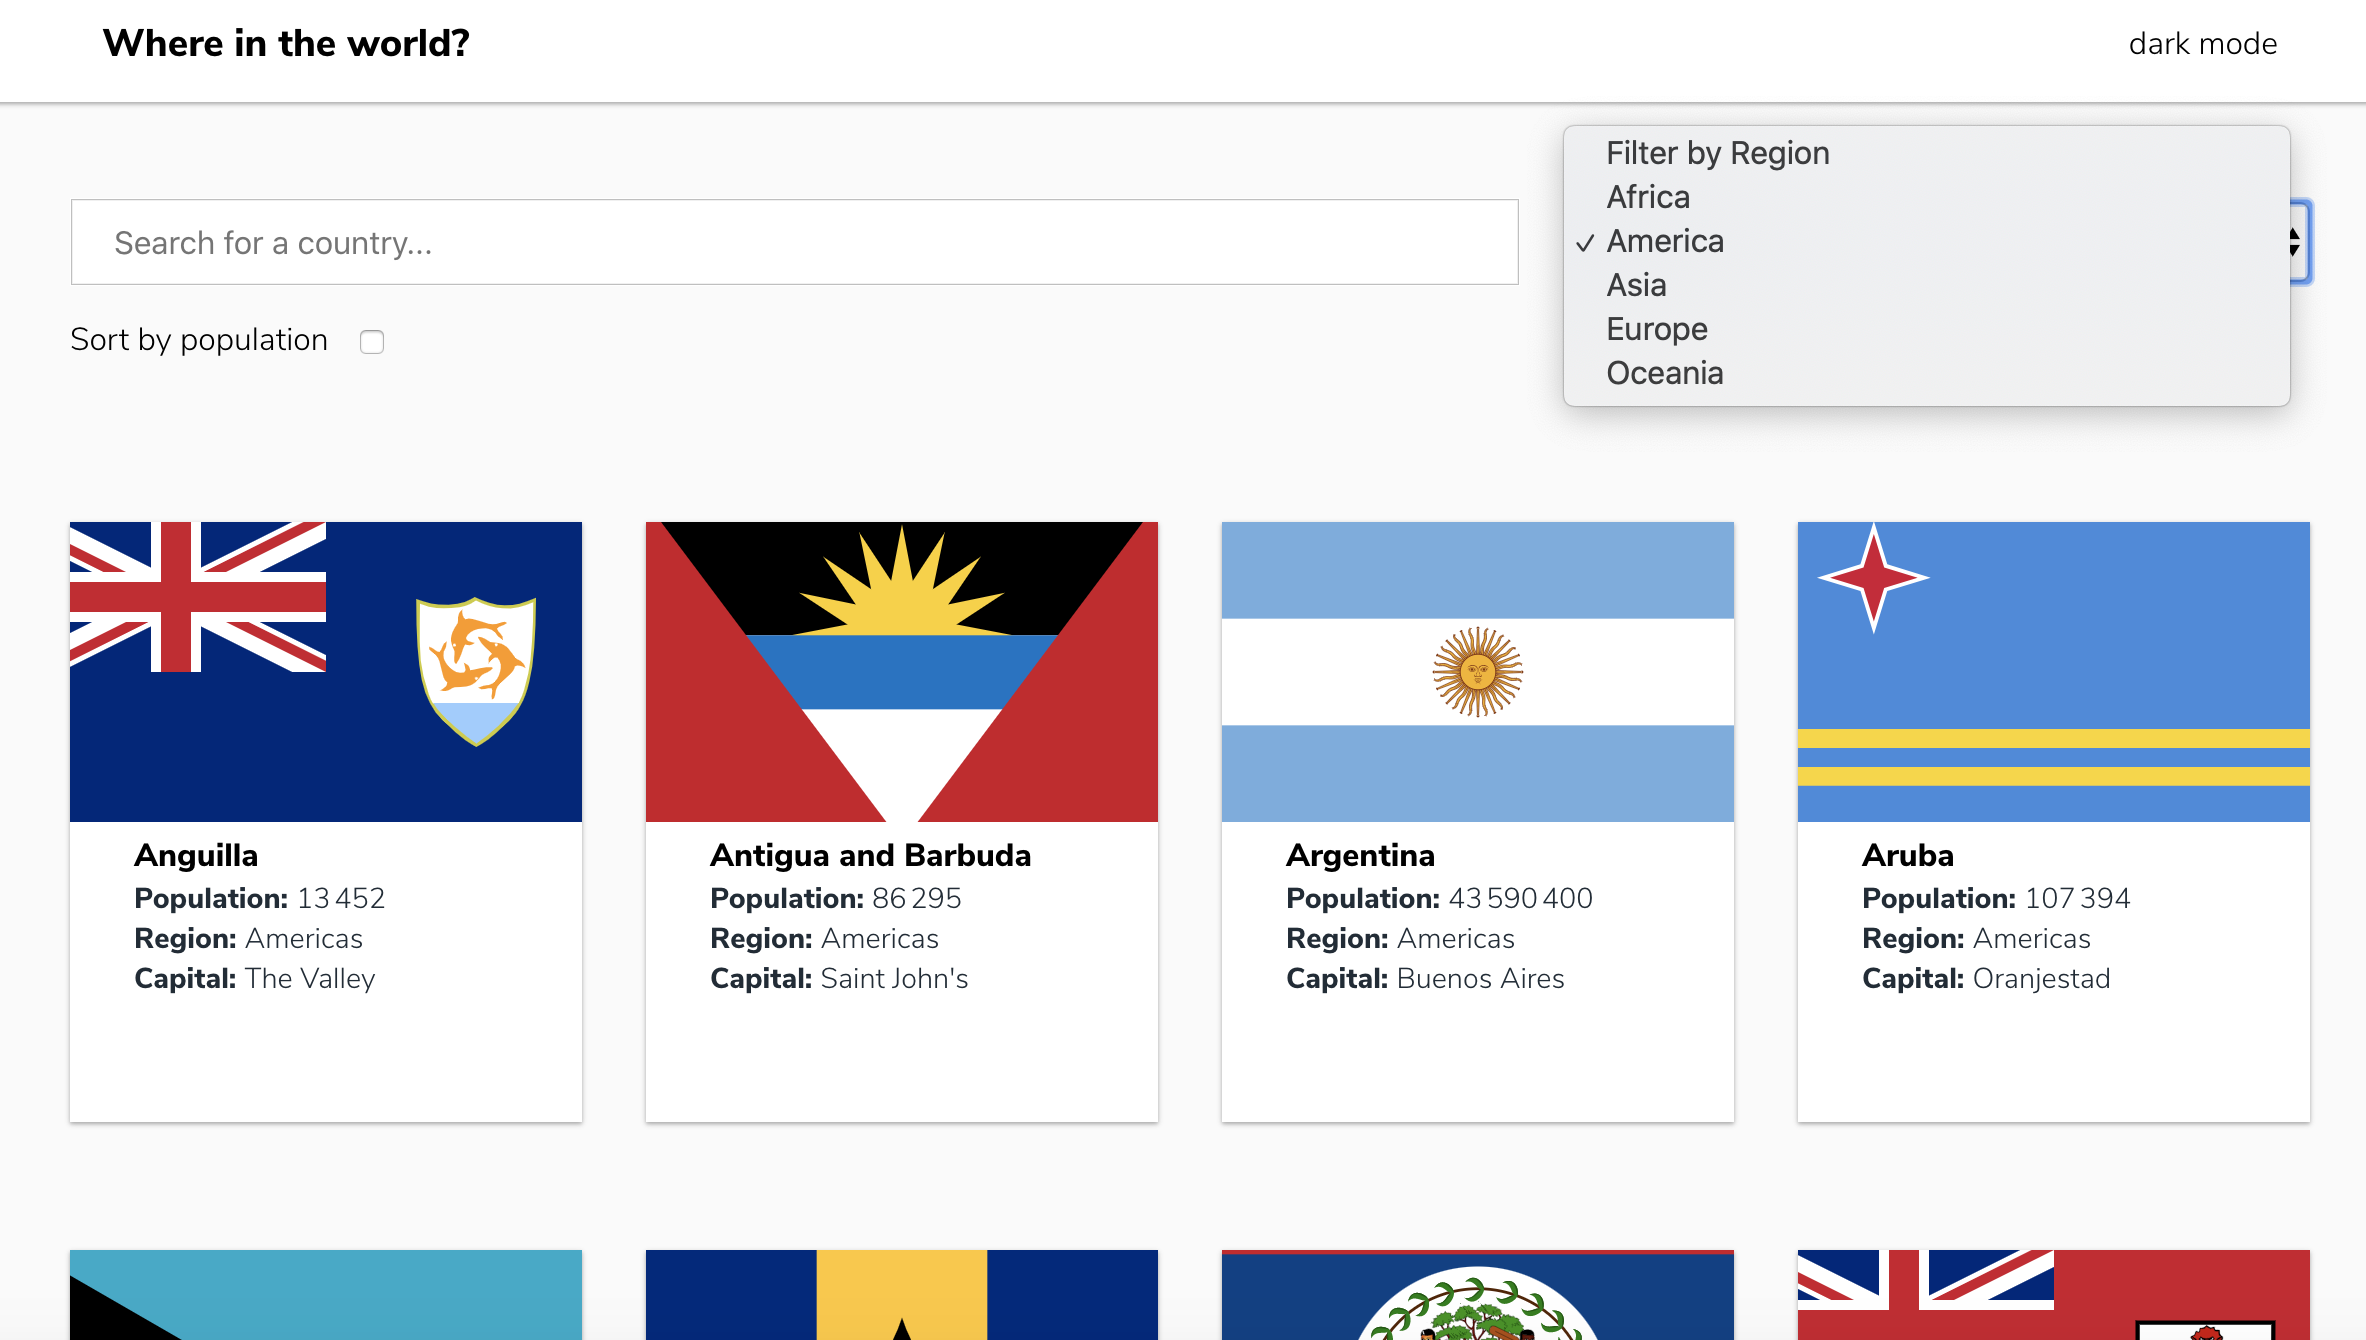 Where in the world?
dark mode
Search for a country...
Sort by population
Filter by Region
Africa
✓ America
Asia
Europe
Oceania
Anguilla
Population: 13 452
Region: Americas
Capital: The Valley
Antigua and Barbuda
Population: 86 295
Region: Americas
Capital: Saint John's
Argentina
Population: 43 590 400
Region: Americas
Capital: Buenos Aires
Aruba
Population: 107 394
Region: Americas
Capital: Oranjestad